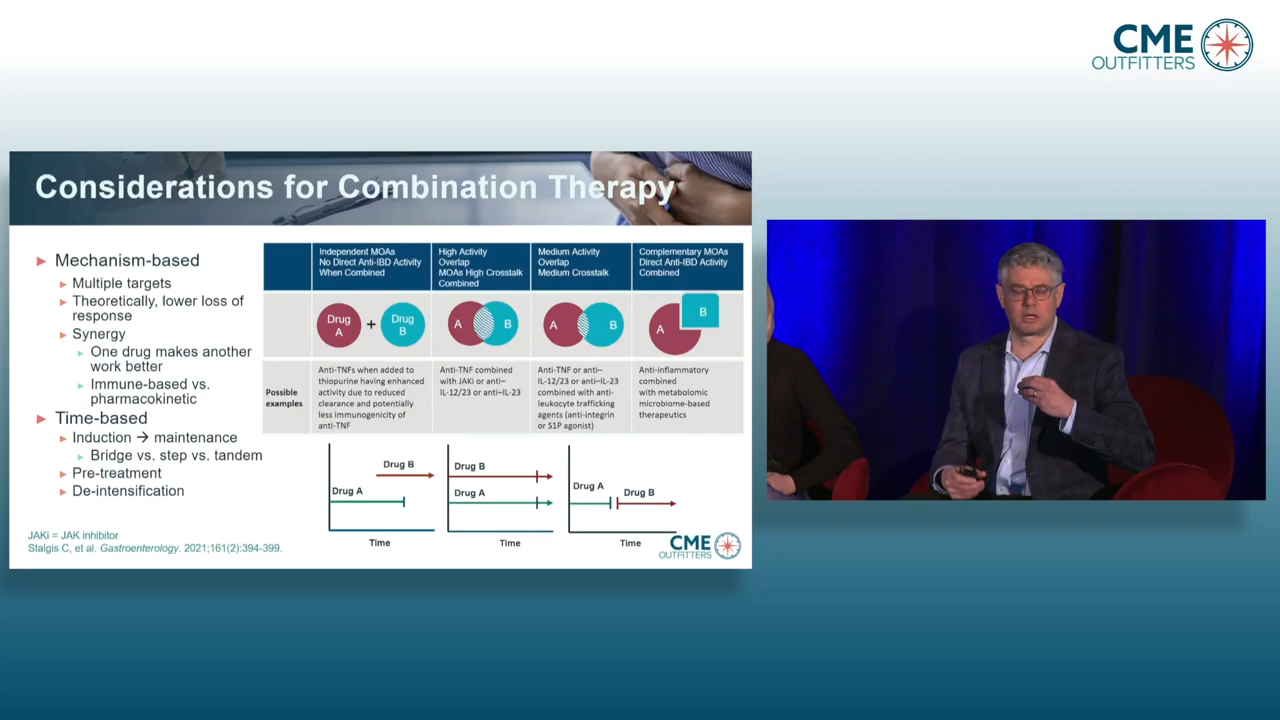 CME
OUTFITTERS
Considerations for Combination Therapy
Mechanism-based
Multiple targets
Theoretically, lower loss of
response
Synergy
One drug makes another
work better
Immune-based vs.
pharmacokinetic
Time-based
Induction → maintenance
Bridge vs. step vs. tandem
Pre-treatment
De-intensification
Independent MOAs
No Direct Anti-IBD Activity
When Combined
High Activity
Overlap
MOAs High Crosstalk
Combined
Medium Activity
Overlap
Medium Crosstalk
Complementary MOAs
Direct Anti-IBD Activity
Combined
Drug
A
+
Drug
B
A
B
A
B
A
B
Possible
examples
Anti-TNFs when added to
thiopurine having enhanced
activity due to reduced
clearance and potentially
less immunogenicity of
anti-TNF
Anti-TNF combined
with JAKi or anti–
IL-12/23 or anti–IL-23
Anti-TNF or anti–
IL-12/23 or anti–IL-23
combined with anti-
leukocyte trafficking
agents (anti-integrin
or S1P agonist)
Anti-inflammatory
combined
with metabolomic
microbiome-based
therapeutics
Drug B
Drug A
Time
Drug B
Drug A
Time
Drug A
Drug B
Time
JAKi = JAK inhibitor
Stalgis C, et al. Gastroenterology. 2021;161(2):394-399.
CME
OUTFITTERS